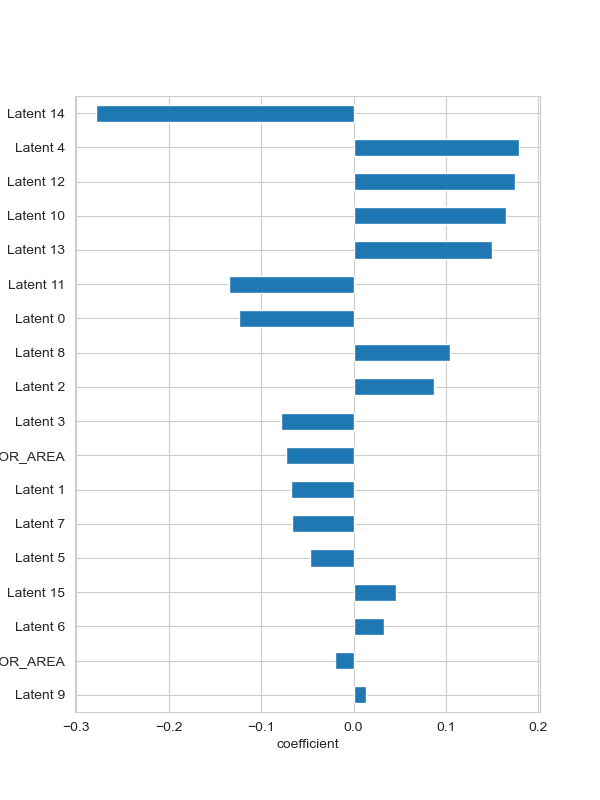 Latent 14
Latent 4
Latent 12
Latent 10
Latent 13
Latent 11
Latent 0
Latent 8
Latent 2
Latent 3
OR_AREA
Latent 1
Latent 7
Latent 5
Latent 15
Latent 6
OR_AREA
Latent 9
−0.3 −0.2 −0.1 0.0 0.1 0.2
coefficient